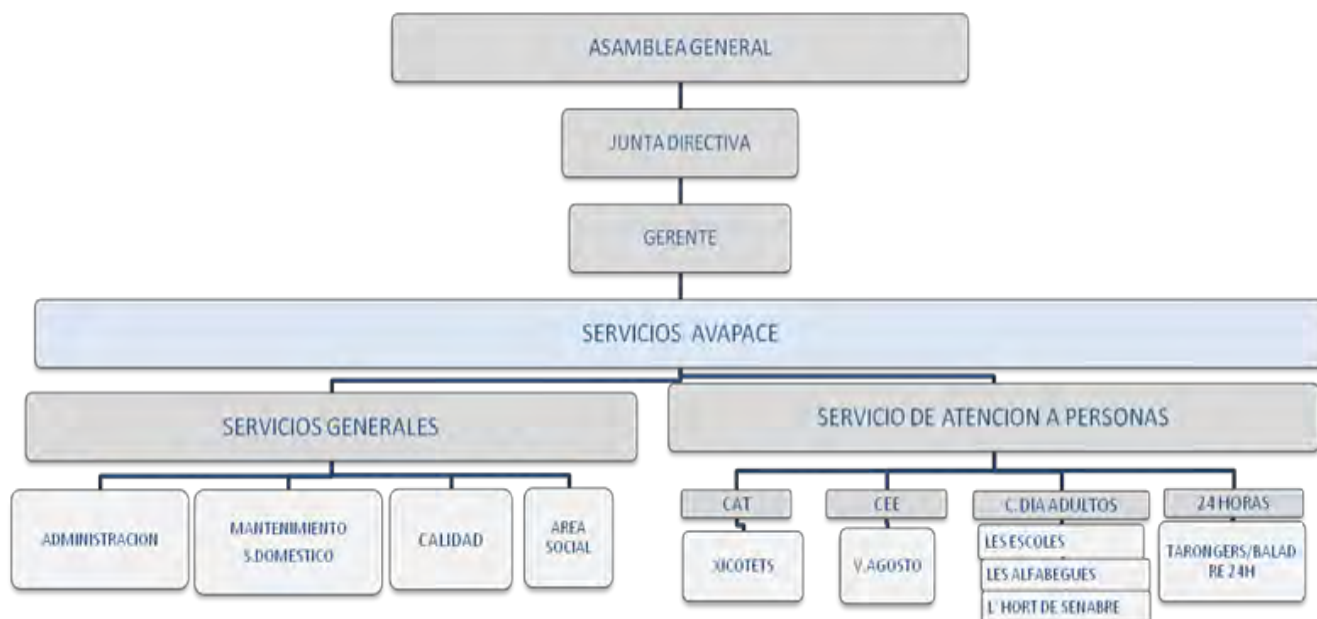 ASAMBLEA GENERAL
JUNTA DIRECTIVA
GERENTE
SERVICIOS AVAPACE
SERVICIOS GENERALES
SERVICIO DE ATENCION A PERSONAS
ADMINISTRACION
MANTENIMIENTO
S.DOMESTICO
CALIDAD
AREA
SOCIAL
CAT
XICOTETS
CEE
V.AGOSTO
C.DIA ADULTOS
LES ESCOLES
LES ALFABEGUES
L' HORT DE SENABRE
24 HORAS
TARONGERS/BALAD
RE 24H